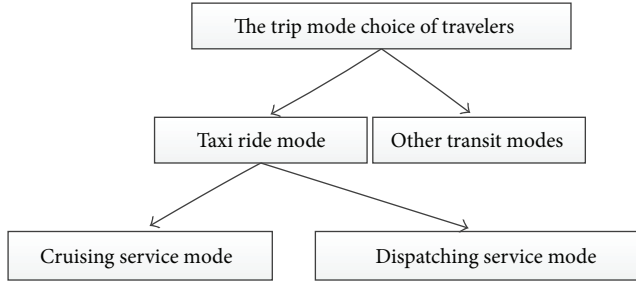 The trip mode choice of travelers
Taxi ride mode
Other transit modes
Cruising service mode
Dispatching service mode